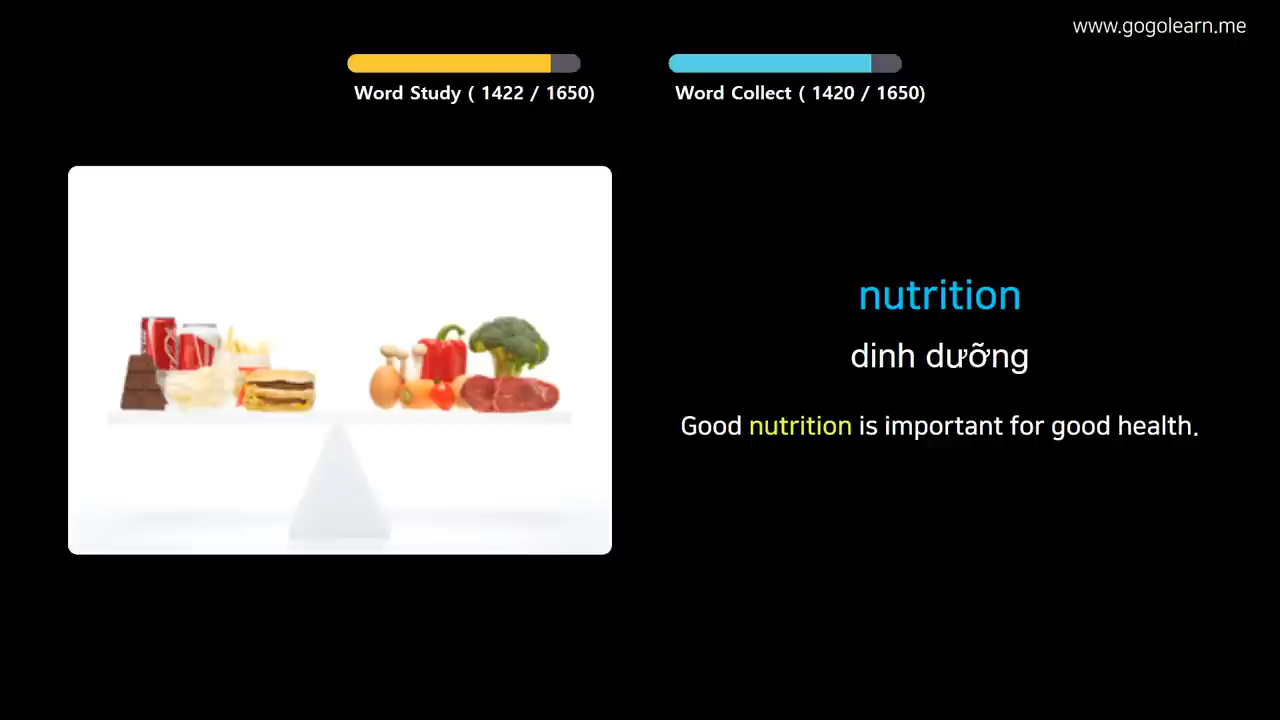 www.gogolearn.me
Word Study ( 1422 / 1650)
Word Collect ( 1420 / 1650)
nutrition
dinh dưỡng
Good nutrition is important for good health.